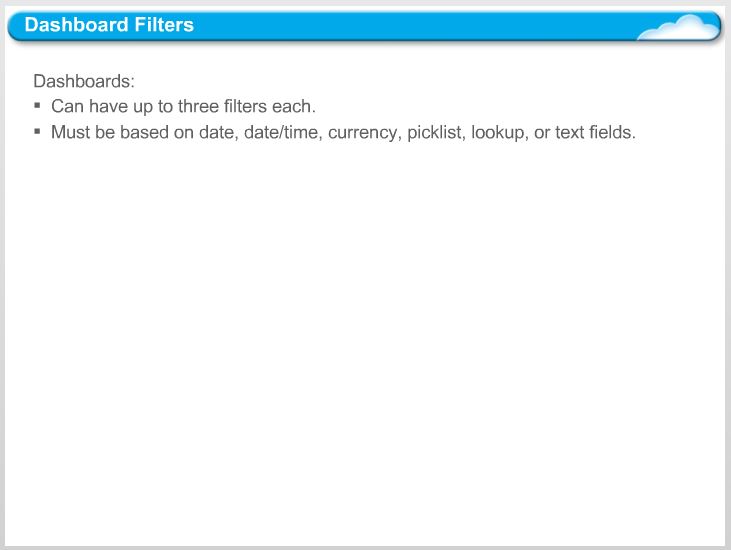 Dashboard Filters
Dashboards:
▪ Can have up to three filters each.
▪ Must be based on date, date/time, currency, picklist, lookup, or text fields.